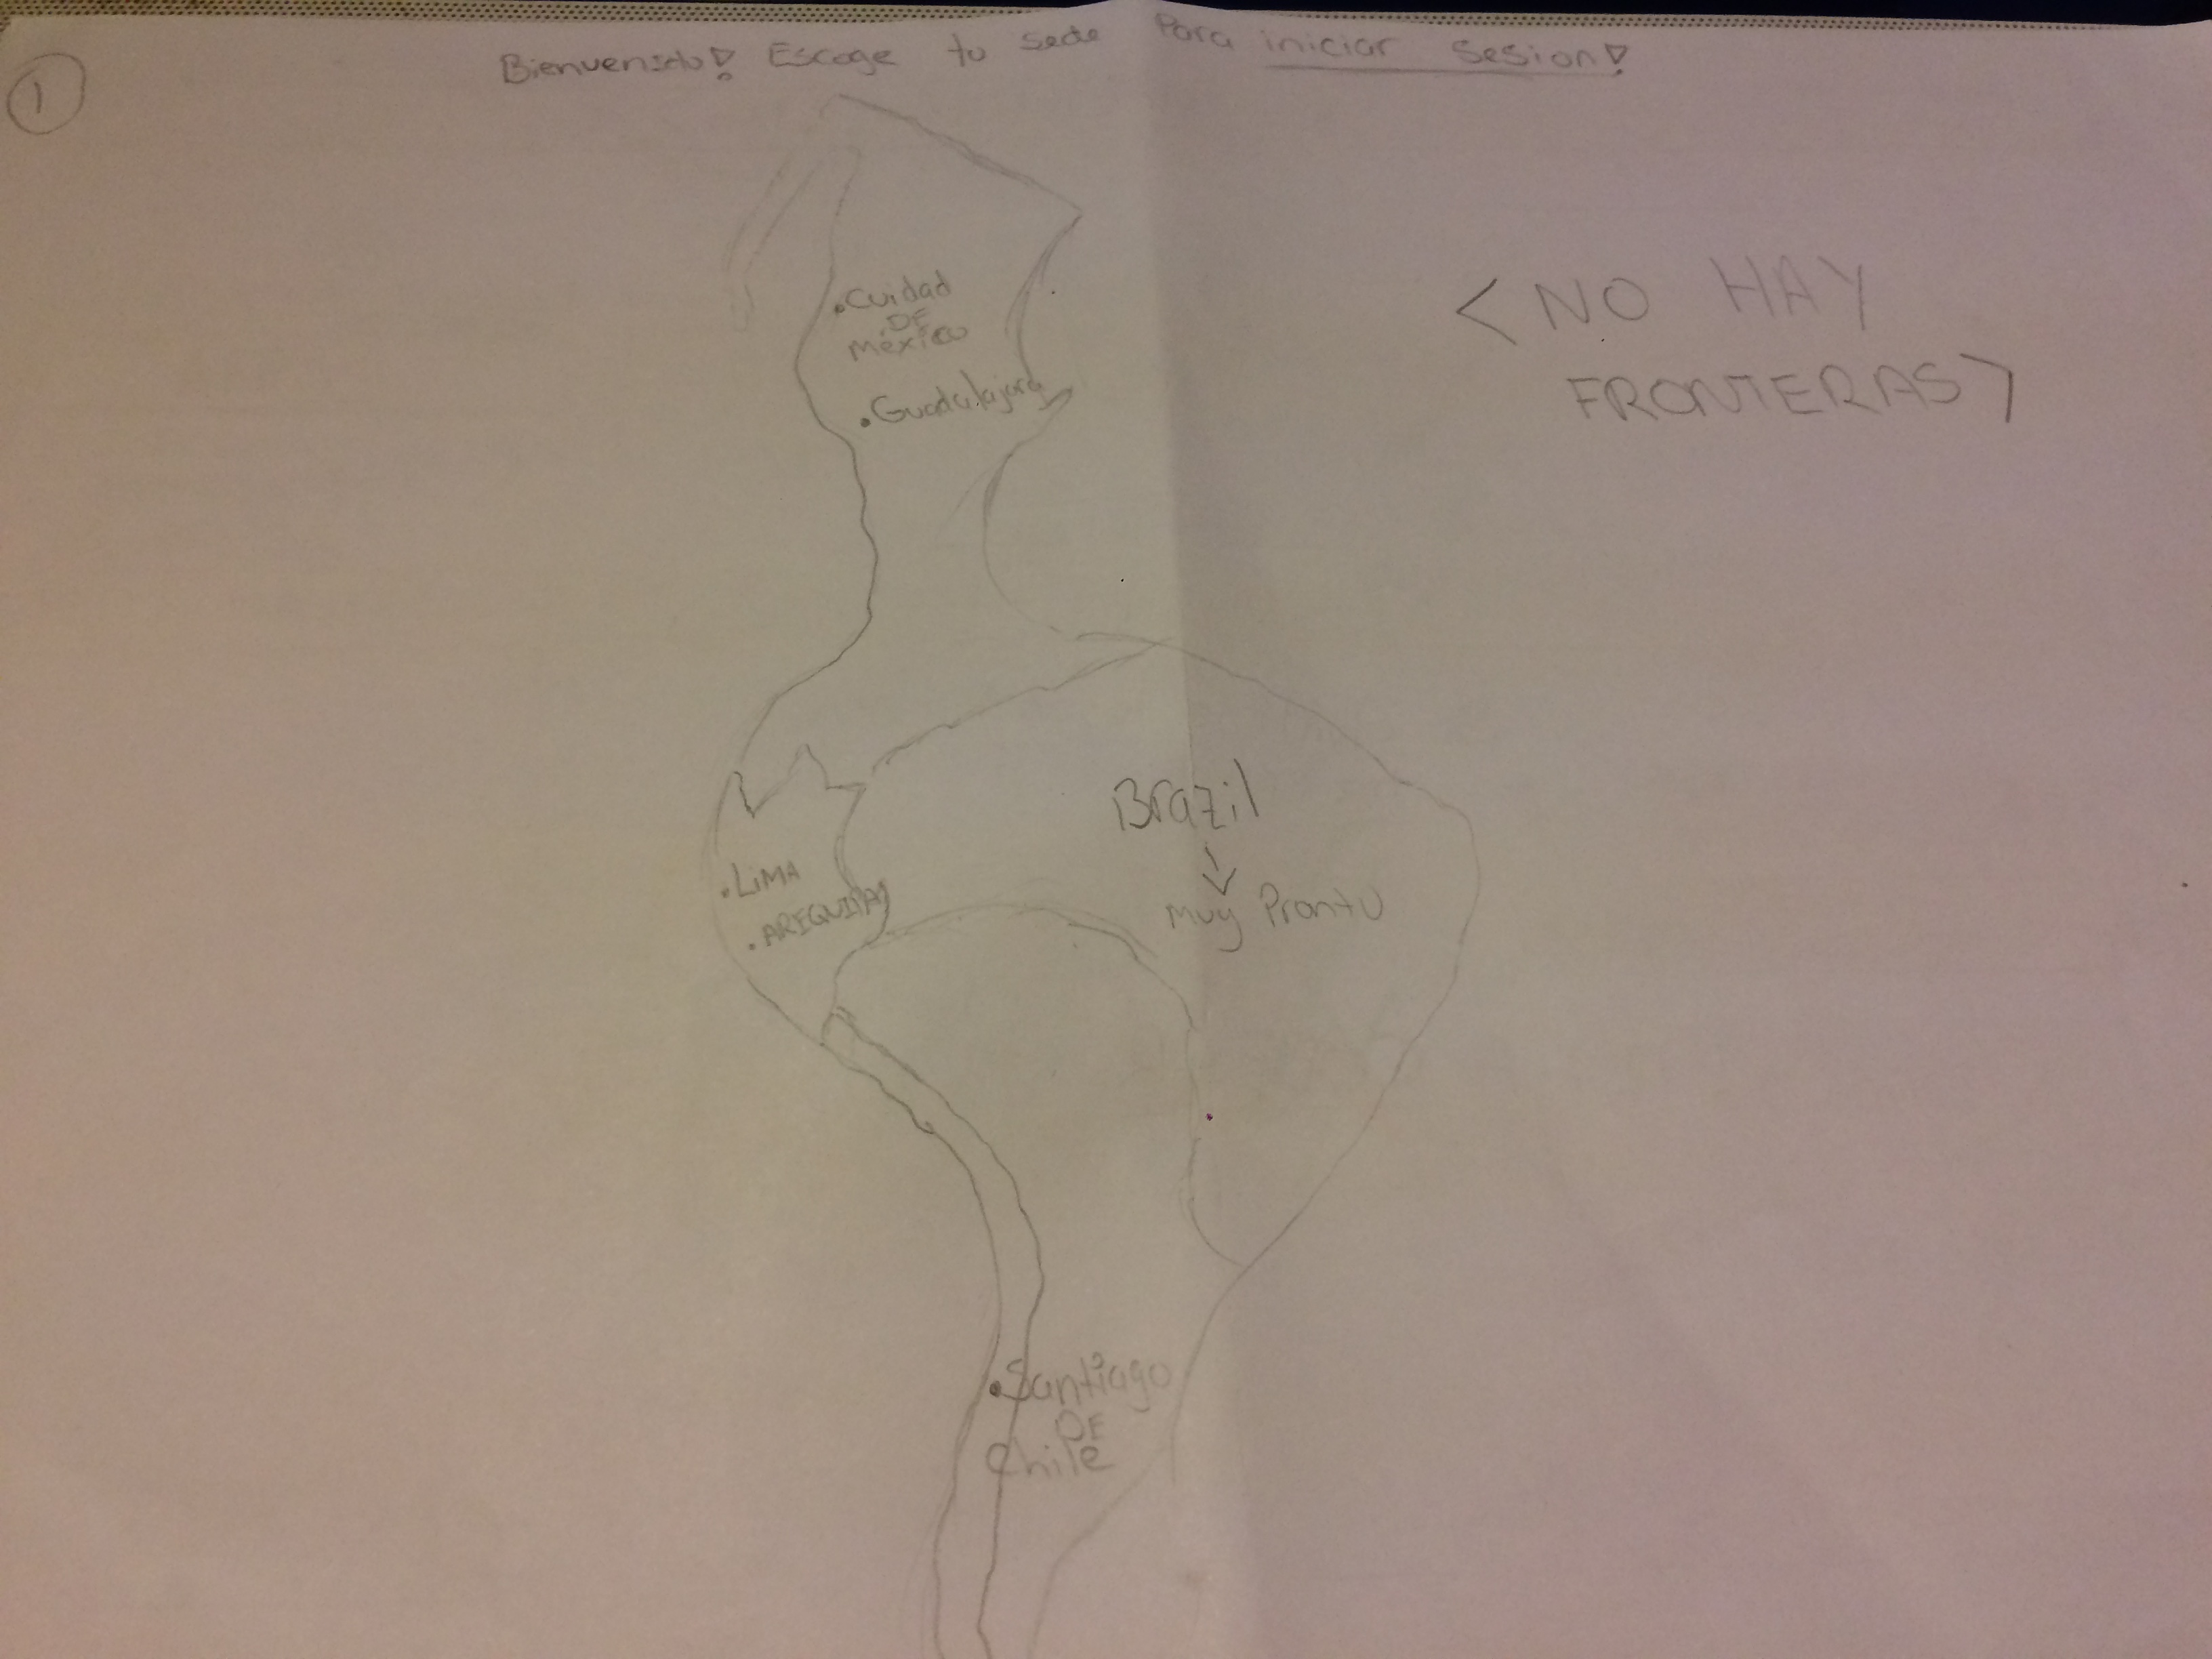 1
Bienvenido! Escoge tu sede Para iniciar sesion!
< NO HAY
FRONTERAS >
.Cuidad
DE
méxico
.Guadalajara
Brazil
muy Pronto
.LiMA
.AREQUIPA
.Santiago
DE
Chile